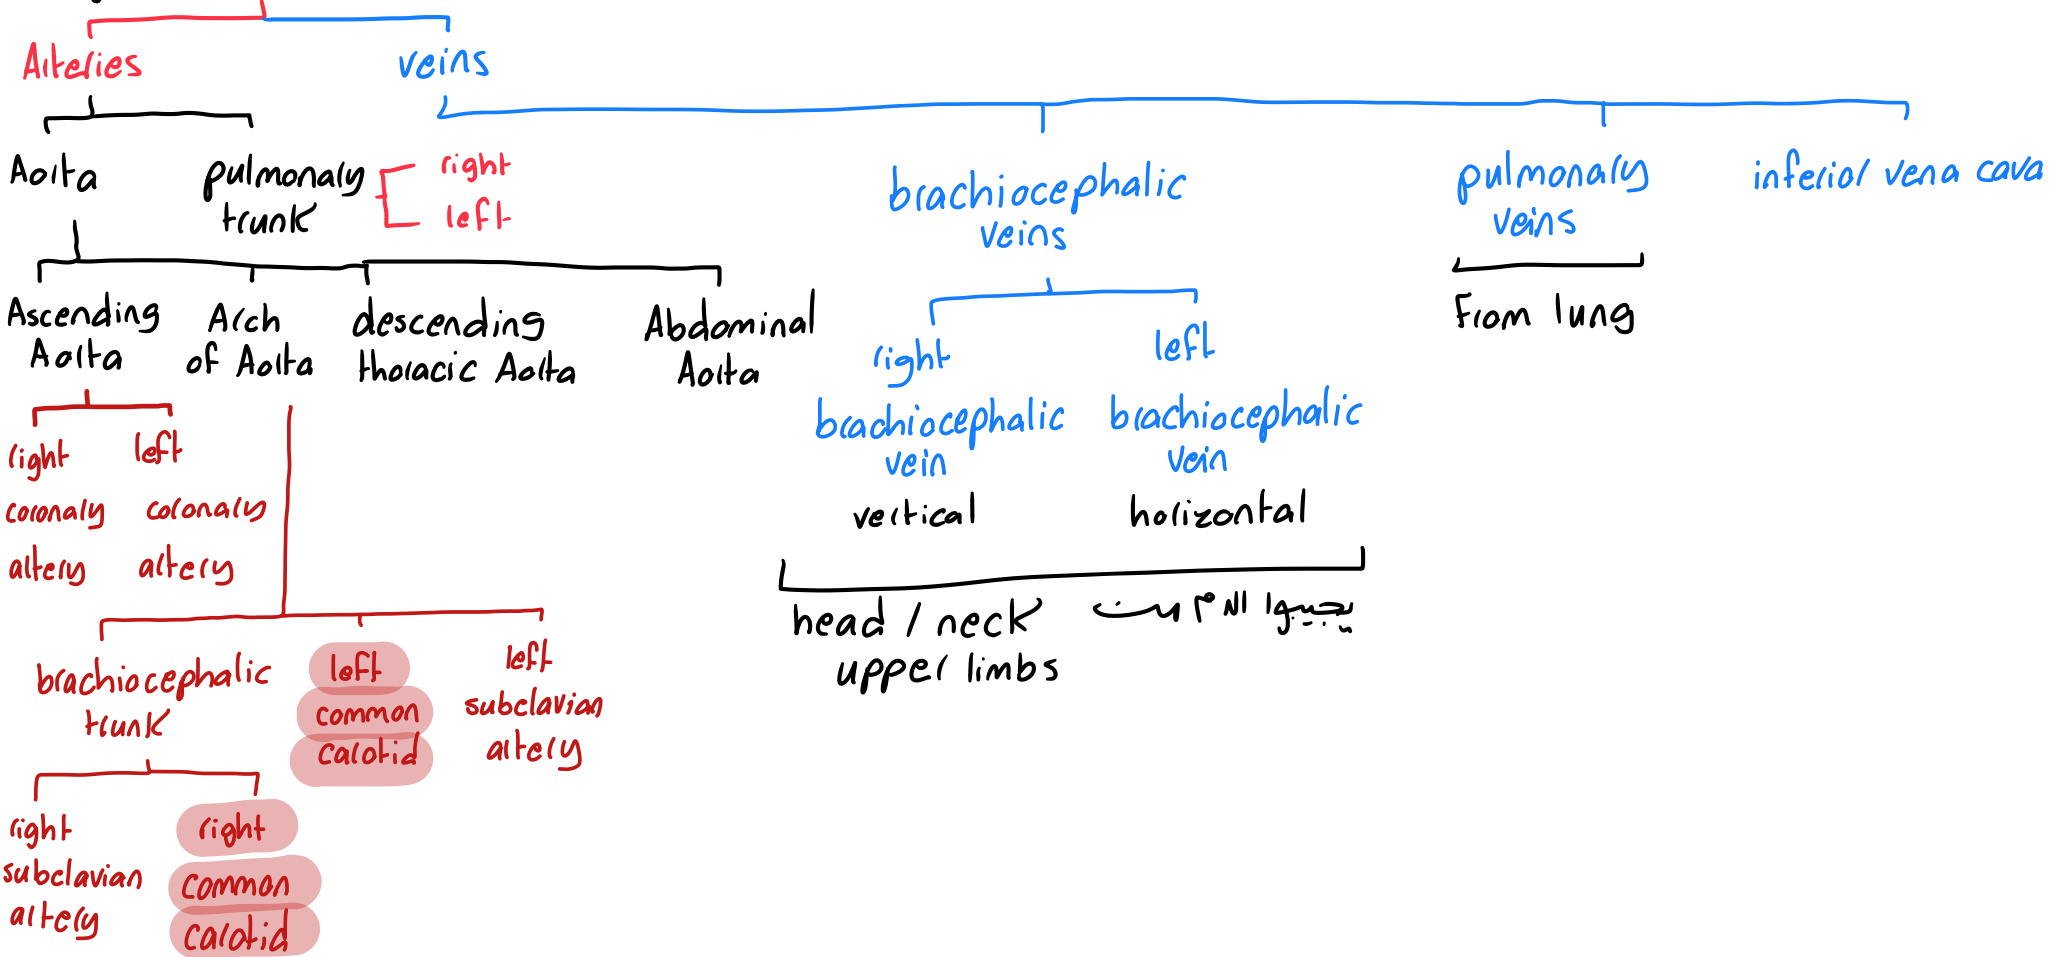 Arteries
veins
Aorta
pulmonary
trunk
right
left
brachiocephalic
veins
pulmonary
veins
inferior vena cava
Ascending
Aorta
Arch
of Aorta
descending
thoracic Aorta
Abdominal
Aorta
From lung
right
brachiocephalic
vein
vertical
left
brachiocephalic
vein
horizontal
right
coronary
artery
left
coronary
artery
يجيبوا الدم من
head / neck
upper limbs
brachiocephalic
trunk
left
common
carotid
left
subclavian
artery
right
subclavian
artery
right
common
carotid